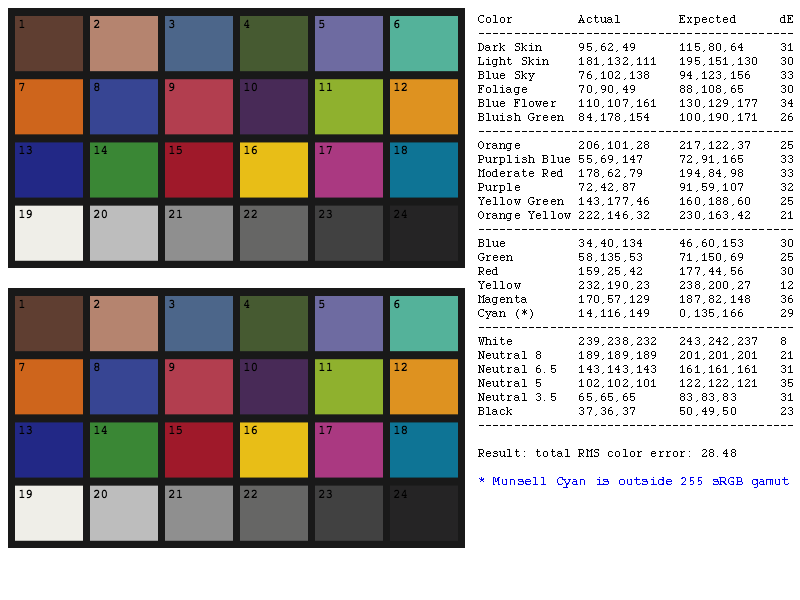 1 2 3 4 5 6
7 8 9 10 11 12
13 14 15 16 17 18
19 20 21 22 23 24
1 2 3 4 5 6
7 8 9 10 11 12
13 14 15 16 17 18
19 20 21 22 23 24
Color Actual Expected dE
Dark Skin 95,62,49 115,80,64 31
Light Skin 181,132,111 195,151,130 30
Blue Sky 76,102,138 94,123,156 33
Foliage 70,90,49 88,108,65 30
Blue Flower 110,107,161 130,129,177 34
Bluish Green 84,178,154 100,190,171 26
Orange 206,101,28 217,122,37 25
Purplish Blue 55,69,147 72,91,165 33
Moderate Red 178,62,79 194,84,98 33
Purple 72,42,87 91,59,107 32
Yellow Green 143,177,46 160,188,60 25
Orange Yellow 222,146,32 230,163,42 21
Blue 34,40,134 46,60,153 30
Green 58,135,53 71,150,69 25
Red 159,25,42 177,44,56 30
Yellow 232,190,23 238,200,27 12
Magenta 170,57,129 187,82,148 36
Cyan (*) 14,116,149 0,135,166 29
White 239,238,232 243,242,237 8
Neutral 8 189,189,189 201,201,201 21
Neutral 6.5 143,143,143 161,161,161 31
Neutral 5 102,102,101 122,122,121 35
Neutral 3.5 65,65,65 83,83,83 31
Black 37,36,37 50,49,50 23
Result: total RMS color error: 28.48
* Munsell Cyan is outside 255 sRGB gamut